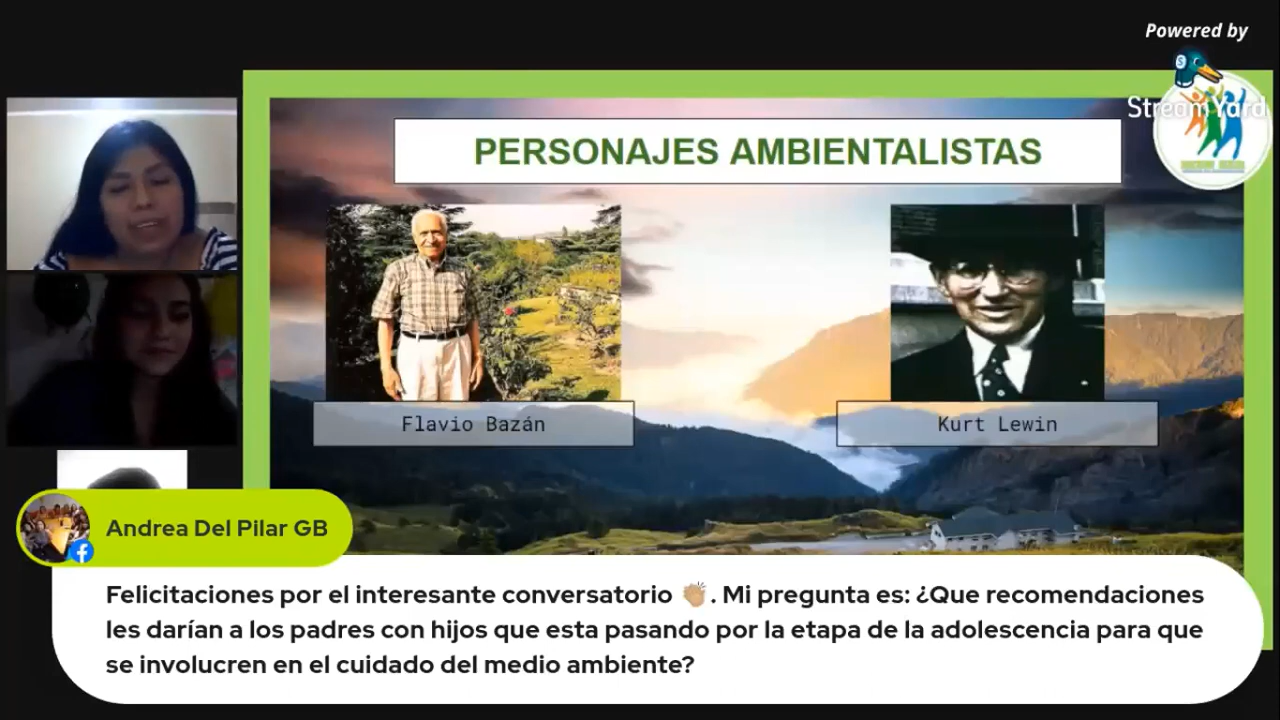 Powered by
StreamYard
PERSONAJES AMBIENTALISTAS
Flavio Bazán
Kurt Lewin
Andrea Del Pilar GB
Felicitaciones por el interesante conversatorio 👏🏼. Mi pregunta es: ¿Que recomendaciones
les darían a los padres con hijos que esta pasando por la etapa de la adolescencia para que
se involucren en el cuidado del medio ambiente?